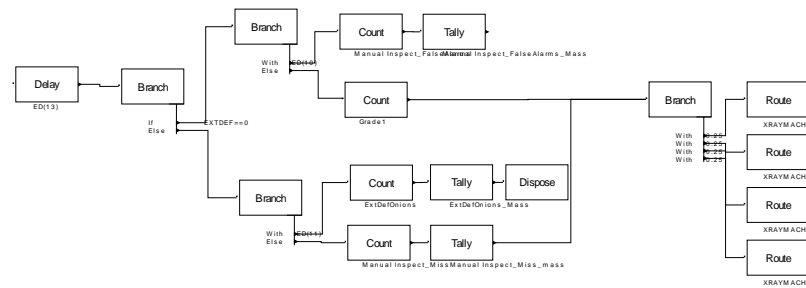 Branch
Count
Tally
With
ED(10)
Else
Manual Inspect_FalseAlarms_Mass
Delay
ED(13)
Branch
If
EXTDEF==0
Else
Count
Grade1
Branch
With
0.25
With
0.25
With
0.25
With
0.25
Route
XRAYMACH
Route
XRAYMACH
Route
XRAYMACH
Route
XRAYMACH
Branch
With
ED(11)
Else
Count
ExtDefOnions
Tally
ExtDefOnions_Mass
Dispose
Count
Manual Inspect_Miss
Tally
Manual Inspect_Miss_mass